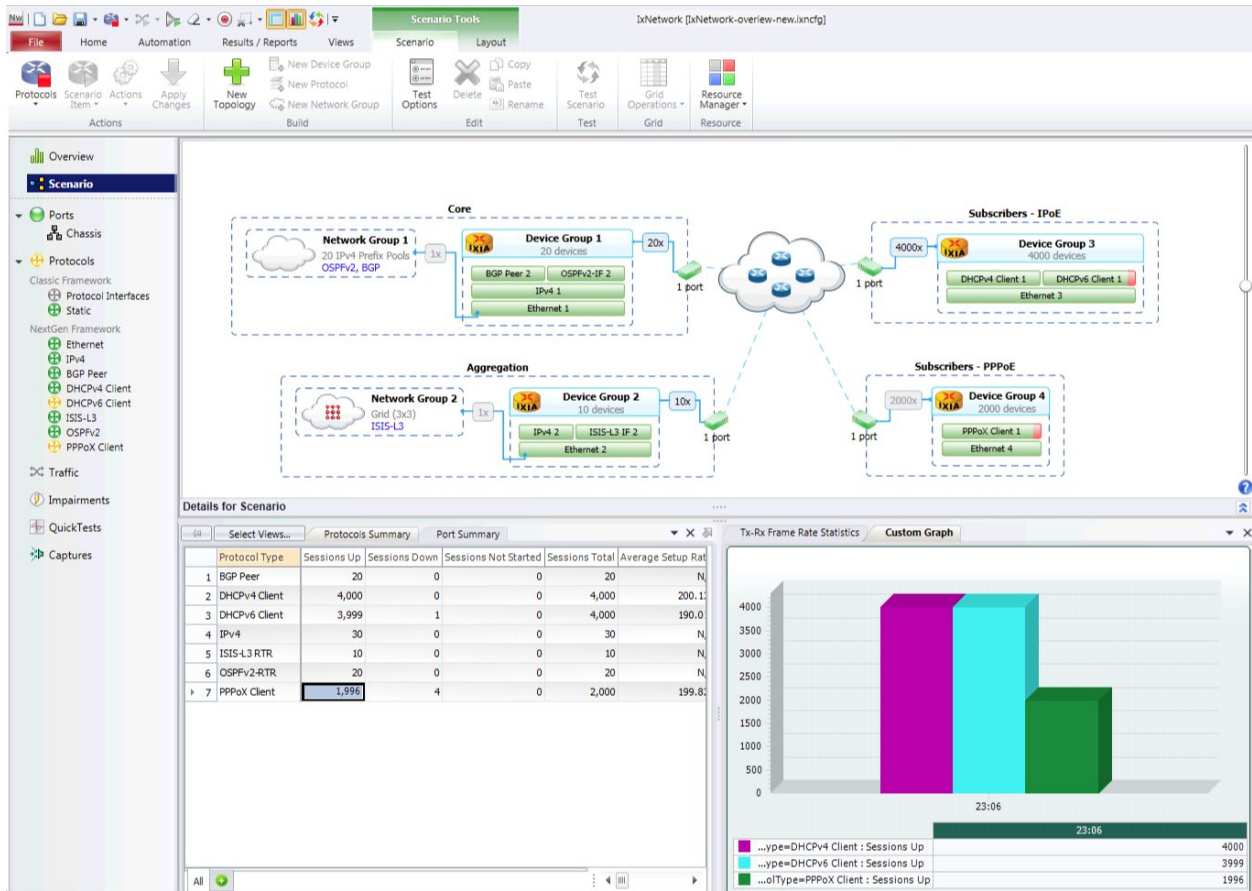 Scenario Tools
IxNetwork [IxNetwork-overiew-new.ixncfg]
File Home Automation Results / Reports Views Scenario Layout
New Device Group
New Protocol
New Network Group
Copy
Paste
Rename
Protocols
Scenario Item
Actions
Apply Changes
New Topology
Test Options
Delete
Test Scenario
Grid Operations
Resource Manager
Actions Build Edit Test Grid Resource
Overview
Scenario
Ports
Chassis
Protocols
Classic Framework
Protocol Interfaces
Static
NextGen Framework
Ethernet
IPv4
BGP Peer
DHCPv4 Client
DHCPv6 Client
ISIS-L3
OSPFv2
PPPoX Client
Traffic
Impairments
QuickTests
Captures
Core
Network Group 1
20 IPv4 Prefix Pools
OSPFv2, BGP
1x
IXIA
Device Group 1
20 devices
BGP Peer 2 OSPFv2-IF 2
IPv4 1
Ethernet 1
20x
1 port
Subscribers - IPoE
1 port
4000x
IXIA
Device Group 3
4000 devices
DHCPv4 Client 1 DHCPv6 Client 1
Ethernet 3
Aggregation
Network Group 2
Grid (3x3)
ISIS-L3
1x
IXIA
Device Group 2
10 devices
IPv4 2 ISIS-L3 IF 2
Ethernet 2
10x
1 port
Subscribers - PPPoE
1 port
2000x
IXIA
Device Group 4
2000 devices
PPPoX Client 1
Ethernet 4
Details for Scenario
Select Views... Protocols Summary Port Summary
Protocol Type Sessions Up Sessions Down Sessions Not Started Sessions Total Average Setup Rat
1 BGP Peer 20 0 0 20 N
2 DHCPv4 Client 4,000 0 0 4,000 200.1
3 DHCPv6 Client 3,999 1 0 4,000 190.0
4 IPv4 30 0 0 30 N
5 ISIS-L3 RTR 10 0 0 10 N
6 OSPFv2-RTR 20 0 0 20 N
7 PPPoX Client 1,996 4 0 2,000 199.8
All
Tx-Rx Frame Rate Statistics Custom Graph
4000
3500
3000
2500
2000
1500
1000
500
0
23:06
23:06
...ype=DHCPv4 Client : Sessions Up 4000
...ype=DHCPv6 Client : Sessions Up 3999
...olType=PPPoX Client : Sessions Up 1996